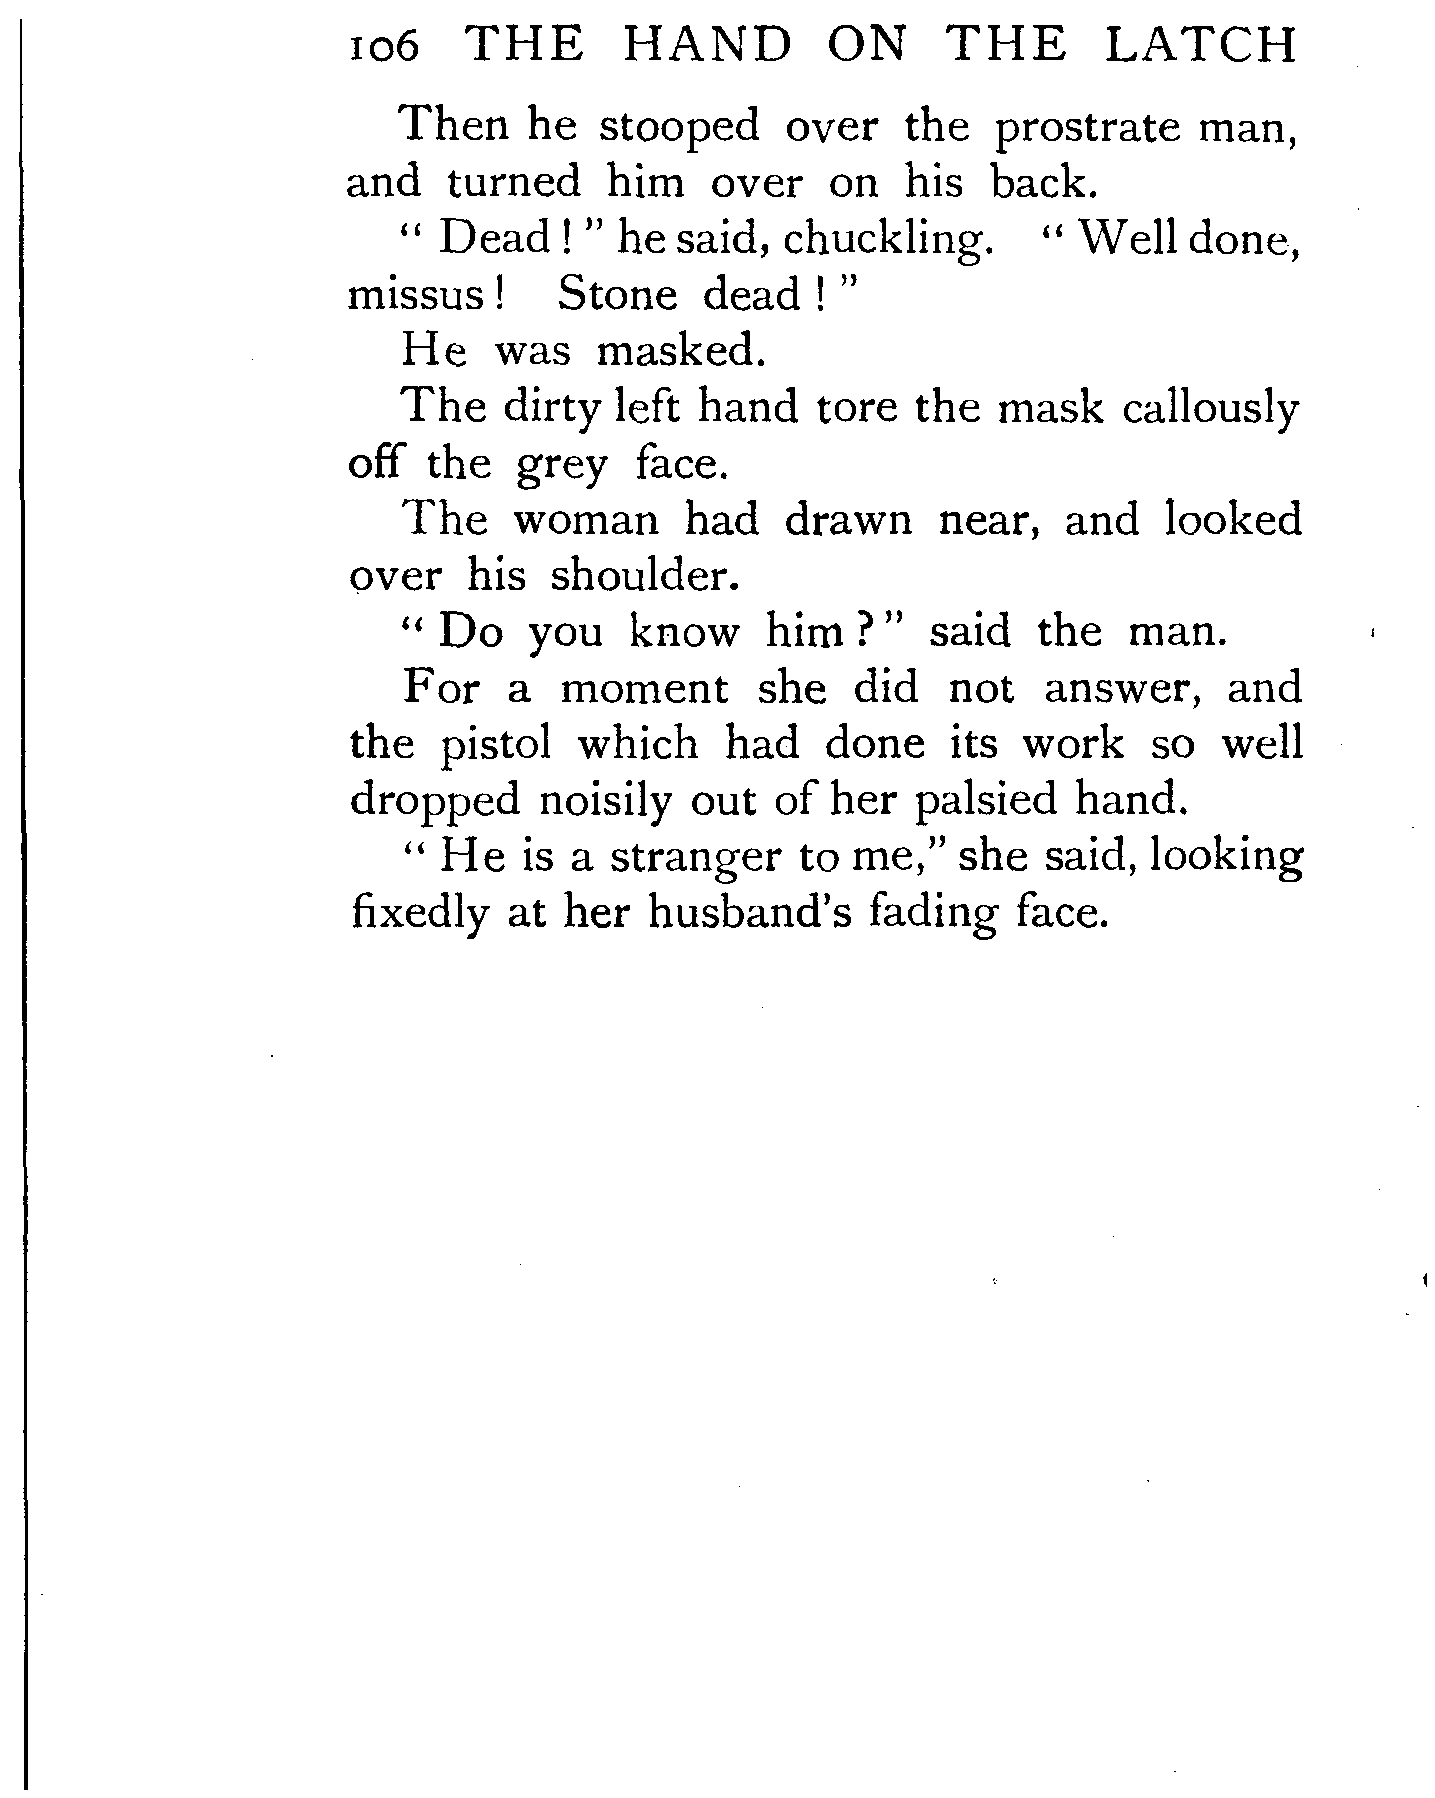 106 THE HAND ON THE LATCH
Then he stooped over the prostrate man,
and turned him over on his back.
“ Dead ! ” he said, chuckling. “ Well done,
missus ! Stone dead ! ”
He was masked.
The dirty left hand tore the mask callously
off the grey face.
The woman had drawn near, and looked
over his shoulder.
“ Do you know him ? ” said the man.
For a moment she did not answer, and
the pistol which had done its work so well
dropped noisily out of her palsied hand.
“ He is a stranger to me,” she said, looking
fixedly at her husband’s fading face.